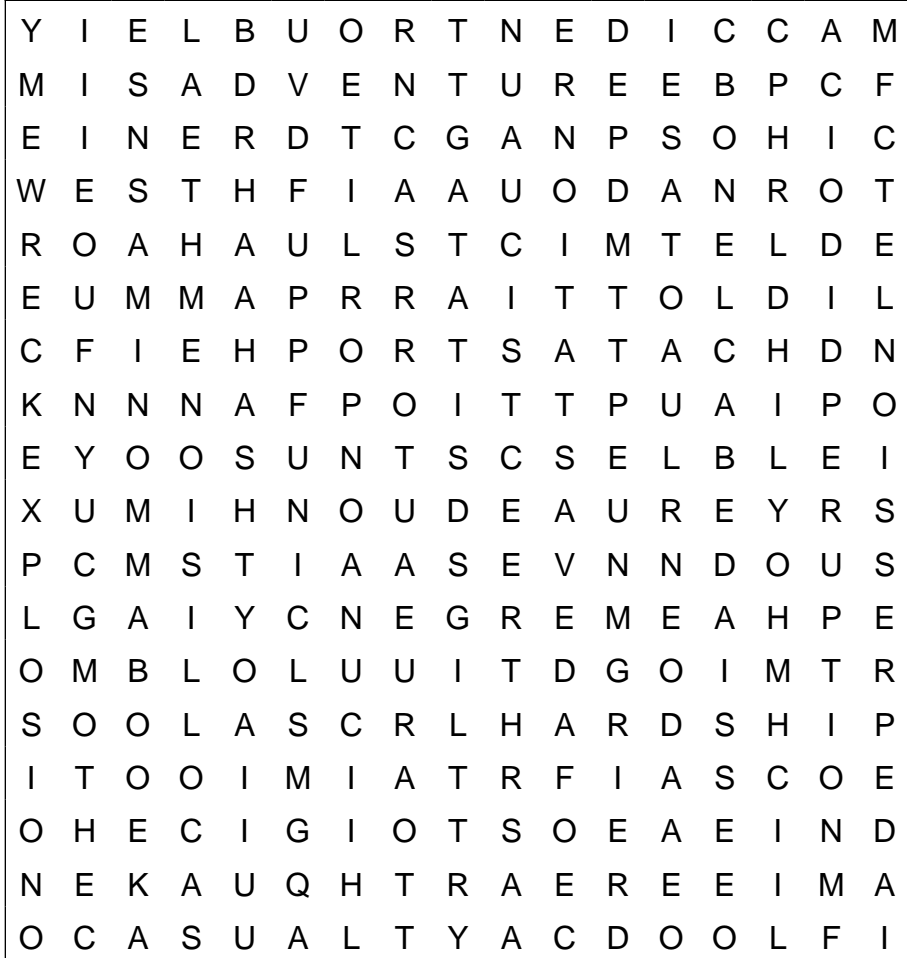 Y I E L B U O R T N E D I C C A M
M I S A D V E N T U R E E B P C F
E I N E R D T C G A N P S O H I C
W E S T H F I A A U O D A N R O T
R O A H A U L S T C I M T E L D E
E U M M A P R R A I T T O L D I L
C F I E H P O R T S A T A C H D N
K N N N A F P O I T T P U A I P O
E Y O O S U N T S C S E L B L E I
X U M I H N O U D E A U R E Y R S
P C M S T I A A S E V N N D O U S
L G A I Y C N E G R E M E A H P E
O M B L O L U U I T D G O I M T R
S O O L A S C R L H A R D S H I P
I T O O I M I A T R F I A S C O E
O H E C I G I O T S O E A E I N D
N E K A U Q H T R A E R E E I M A
O C A S U A L T Y A C D O O L F I